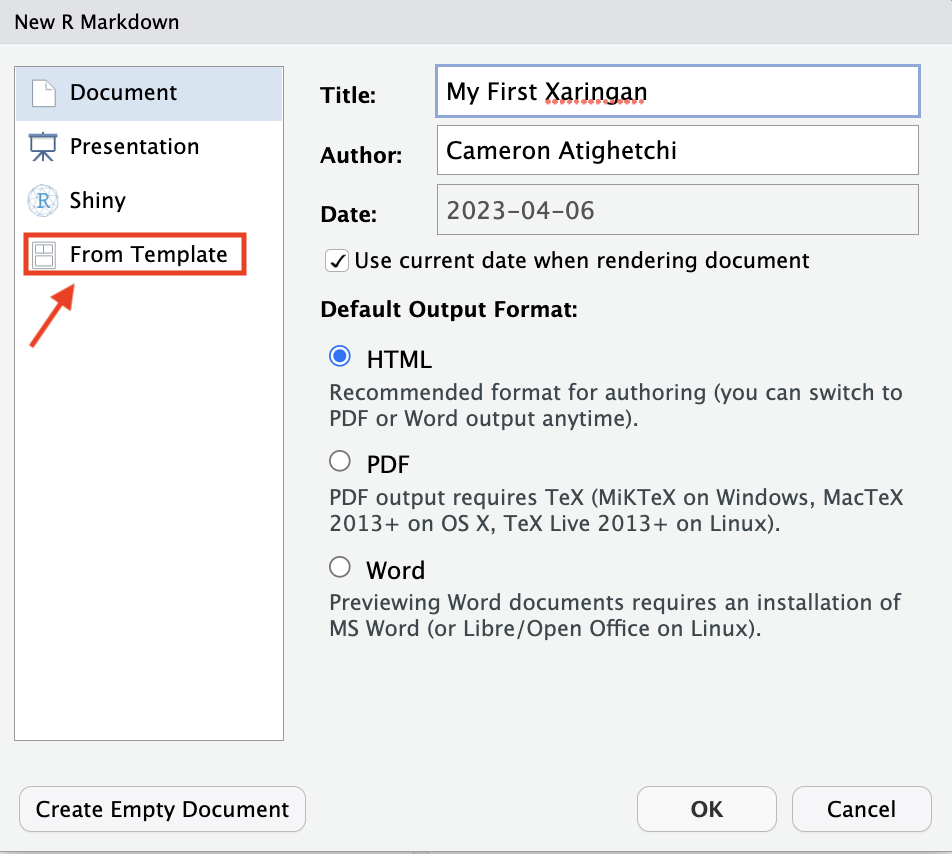 New R Markdown
Document
Presentation
R
Shiny
From Template
Title:
My First Xaringan
Author:
Cameron Atighetchi
Date:
2023-04-06
Use current date when rendering document
Default Output Format:
HTML
Recommended format for authoring (you can switch to
PDF or Word output anytime).
PDF
PDF output requires TeX (MiKTeX on Windows, MacTeX
2013+ on OS X, TeX Live 2013+ on Linux).
Word
Previewing Word documents requires an installation of
MS Word (or Libre/Open Office on Linux).
Create Empty Document
OK
Cancel